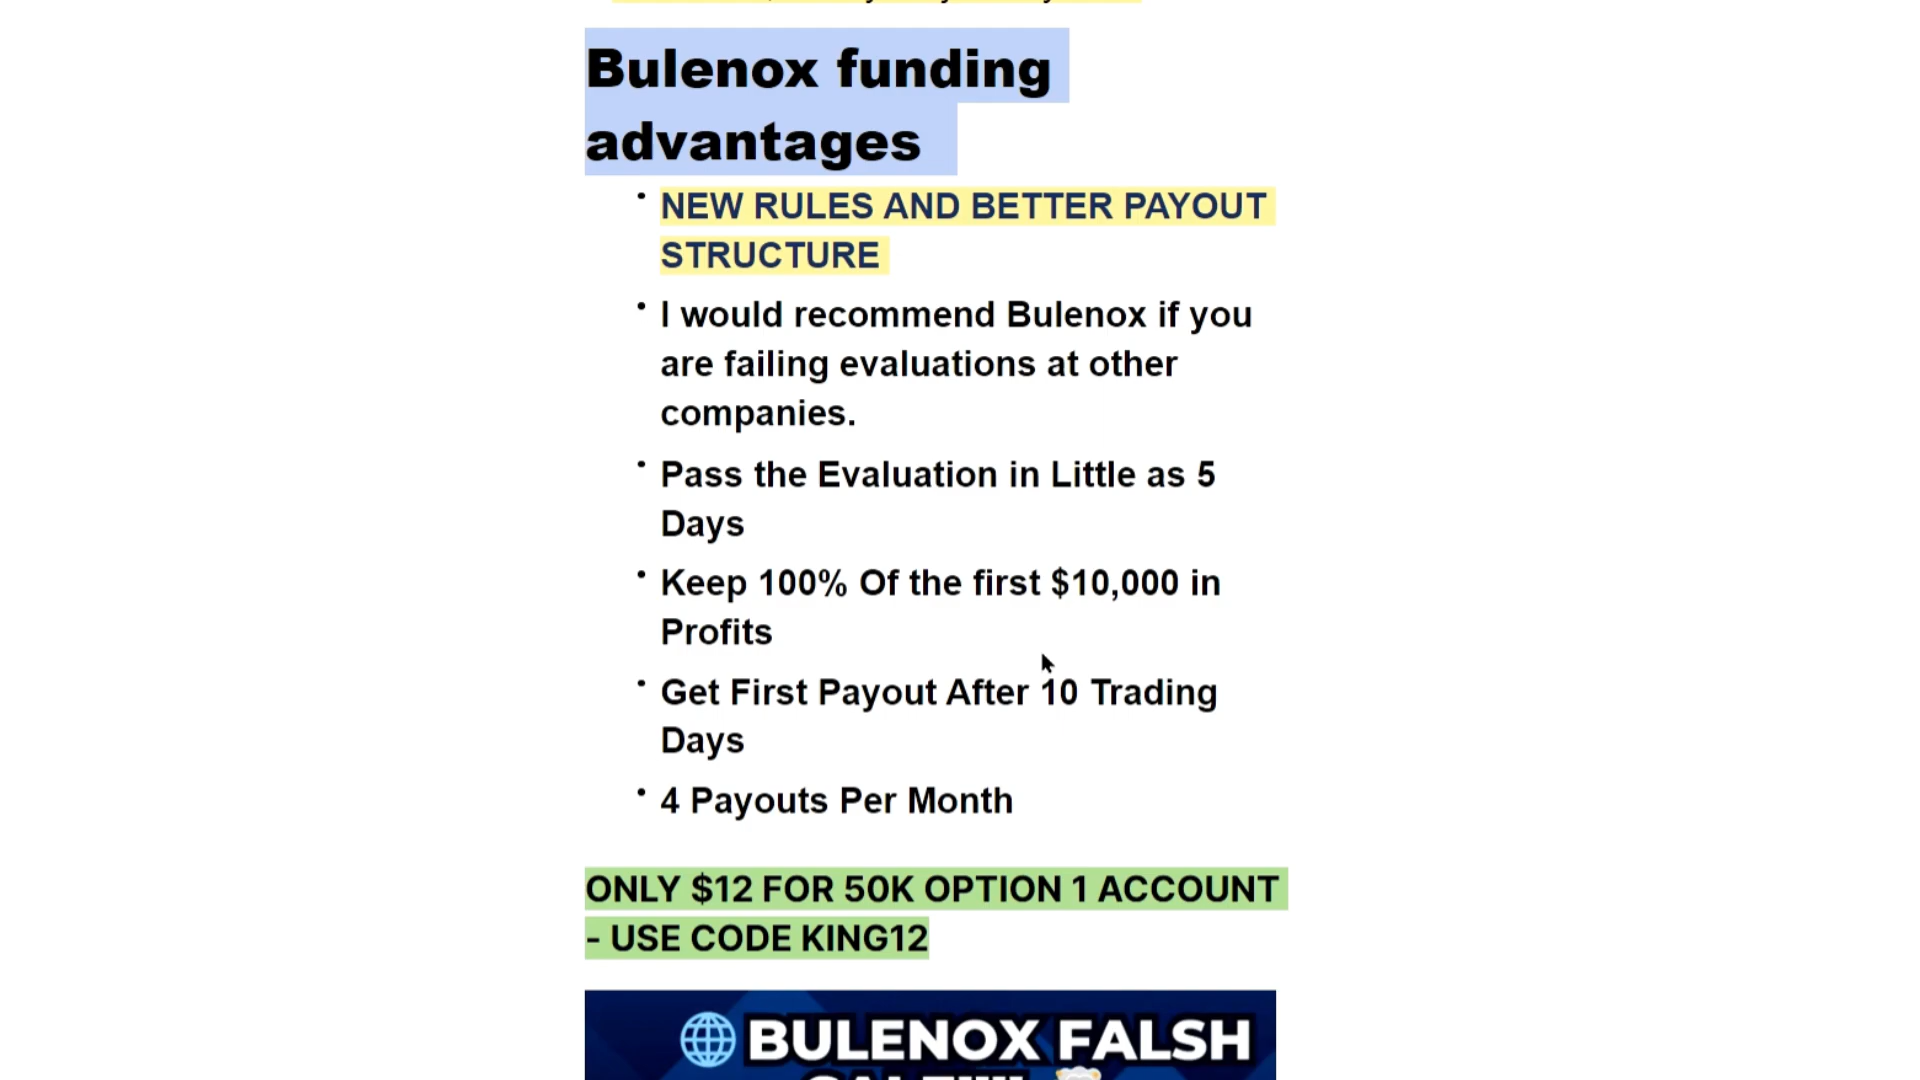 Bulenox funding
advantages
• NEW RULES AND BETTER PAYOUT
STRUCTURE
• I would recommend Bulenox if you
are failing evaluations at other
companies.
• Pass the Evaluation in Little as 5
Days
• Keep 100% Of the first $10,000 in
Profits
• Get First Payout After 10 Trading
Days
• 4 Payouts Per Month
ONLY $12 FOR 50K OPTION 1 ACCOUNT
- USE CODE KING12
BULENOX FALSH